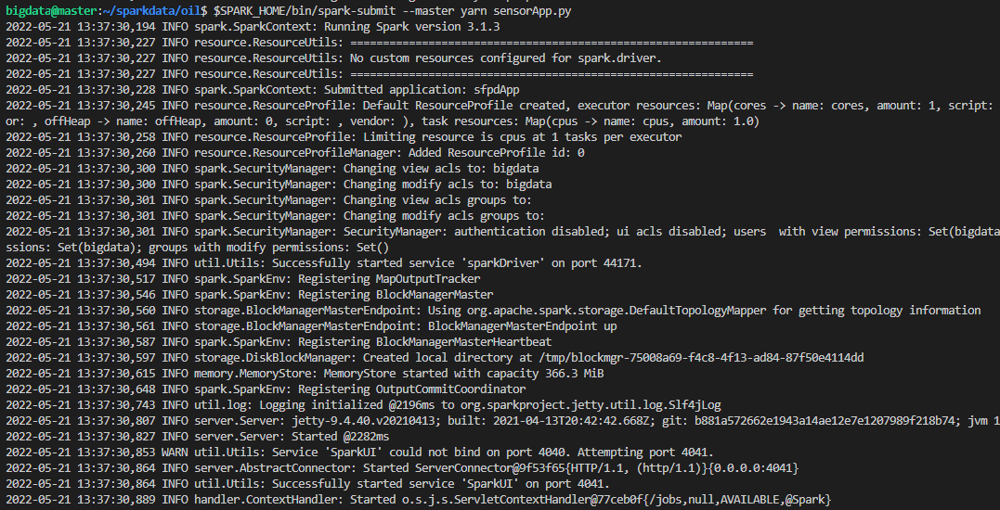 bigdata@master:~/sparkdata/oil$ $SPARK_HOME/bin/spark-submit --master yarn sensorApp.py
2022-05-21 13:37:30,194 INFO spark.SparkContext: Running Spark version 3.1.3
2022-05-21 13:37:30,227 INFO resource.ResourceUtils: ==============================================================
2022-05-21 13:37:30,227 INFO resource.ResourceUtils: No custom resources configured for spark.driver.
2022-05-21 13:37:30,227 INFO resource.ResourceUtils: ==============================================================
2022-05-21 13:37:30,228 INFO spark.SparkContext: Submitted application: sfpdApp
2022-05-21 13:37:30,245 INFO resource.ResourceProfile: Default ResourceProfile created, executor resources: Map(cores -> name: cores, amount: 1, script:
or: , offHeap -> name: offHeap, amount: 0, script: , vendor: ), task resources: Map(cpus -> name: cpus, amount: 1.0)
2022-05-21 13:37:30,258 INFO resource.ResourceProfile: Limiting resource is cpus at 1 tasks per executor
2022-05-21 13:37:30,260 INFO resource.ResourceProfileManager: Added ResourceProfile id: 0
2022-05-21 13:37:30,300 INFO spark.SecurityManager: Changing view acls to: bigdata
2022-05-21 13:37:30,300 INFO spark.SecurityManager: Changing modify acls to: bigdata
2022-05-21 13:37:30,301 INFO spark.SecurityManager: Changing view acls groups to:
2022-05-21 13:37:30,301 INFO spark.SecurityManager: Changing modify acls groups to:
2022-05-21 13:37:30,301 INFO spark.SecurityManager: SecurityManager: authentication disabled; ui acls disabled; users  with view permissions: Set(bigdata
ssions: Set(bigdata); groups with modify permissions: Set()
2022-05-21 13:37:30,494 INFO util.Utils: Successfully started service 'sparkDriver' on port 44171.
2022-05-21 13:37:30,517 INFO spark.SparkEnv: Registering MapOutputTracker
2022-05-21 13:37:30,546 INFO spark.SparkEnv: Registering BlockManagerMaster
2022-05-21 13:37:30,560 INFO storage.BlockManagerMasterEndpoint: Using org.apache.spark.storage.DefaultTopologyMapper for getting topology information
2022-05-21 13:37:30,561 INFO storage.BlockManagerMasterEndpoint: BlockManagerMasterEndpoint up
2022-05-21 13:37:30,587 INFO spark.SparkEnv: Registering BlockManagerMasterHeartbeat
2022-05-21 13:37:30,597 INFO storage.DiskBlockManager: Created local directory at /tmp/blockmgr-75008a69-f4c8-4f13-ad84-87f50e4114dd
2022-05-21 13:37:30,615 INFO memory.MemoryStore: MemoryStore started with capacity 366.3 MiB
2022-05-21 13:37:30,648 INFO spark.SparkEnv: Registering OutputCommitCoordinator
2022-05-21 13:37:30,743 INFO util.log: Logging initialized @2196ms to org.sparkproject.jetty.util.log.Slf4jLog
2022-05-21 13:37:30,807 INFO server.Server: jetty-9.4.40.v20210413; built: 2021-04-13T20:42:42.668Z; git: b881a572662e1943a14ae12e7e1207989f218b74; jvm 1
2022-05-21 13:37:30,827 INFO server.Server: Started @2282ms
2022-05-21 13:37:30,853 WARN util.Utils: Service 'SparkUI' could not bind on port 4040. Attempting port 4041.
2022-05-21 13:37:30,864 INFO server.AbstractConnector: Started ServerConnector@9f53f65{HTTP/1.1, (http/1.1)}{0.0.0.0:4041}
2022-05-21 13:37:30,864 INFO util.Utils: Successfully started service 'SparkUI' on port 4041.
2022-05-21 13:37:30,889 INFO handler.ContextHandler: Started o.s.j.s.ServletContextHandler@77ceb0f{/jobs,null,AVAILABLE,@Spark}